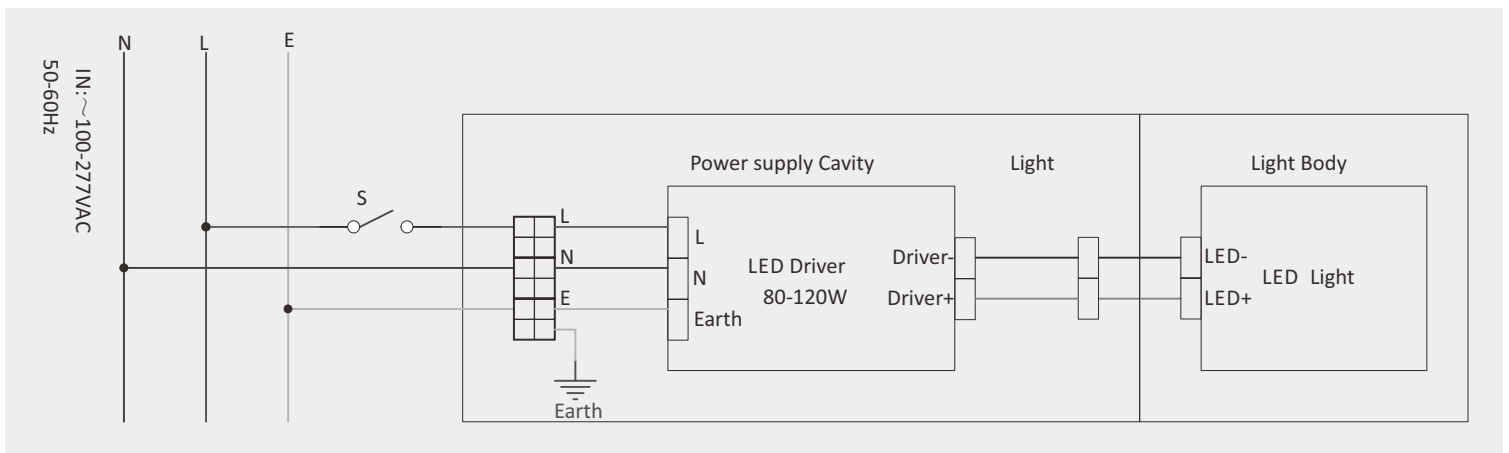 N
L
E
IN:～100-277VAC
50-60Hz
S
Power supply Cavity
Light
Light Body
L
N
E
L
N
Earth
LED Driver
80-120W
Driver-
Driver+
LED-
LED+
LED Light
Earth